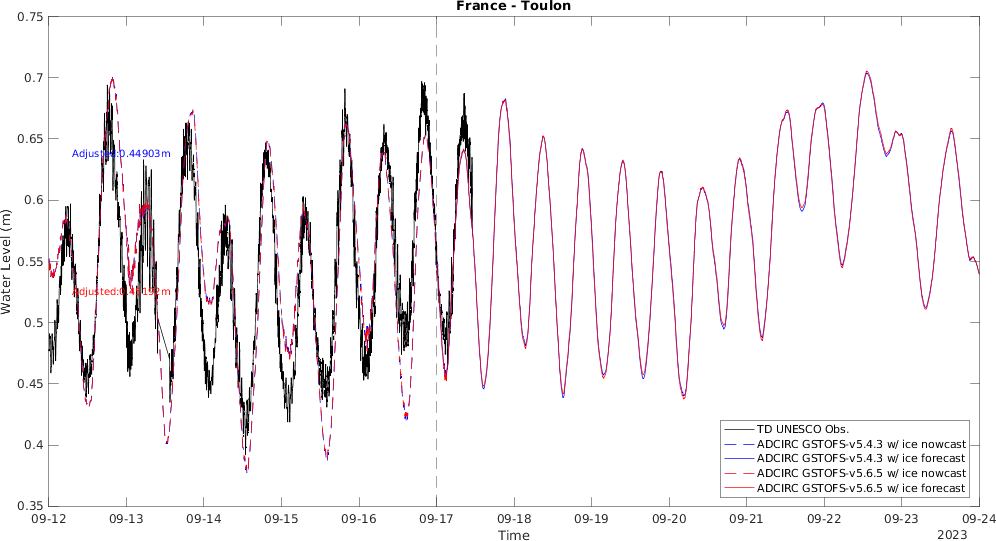 France - Toulon
0.75
0.7
0.65
0.6
0.55
0.5
0.45
0.4
0.35
Water Level (m)
Adjusted:0.44903m
TD UNESCO Obs.
ADCIRC GSTOFS-v5.4.3 w/ ice nowcast
ADCIRC GSTOFS-v5.4.3 w/ ice forecast
ADCIRC GSTOFS-v5.6.5 w/ ice nowcast
ADCIRC GSTOFS-v5.6.5 w/ ice forecast
09-12 09-13 09-14 09-15 09-16 09-17 09-18 09-19 09-20 09-21 09-22 09-23 09-24
Time
2023